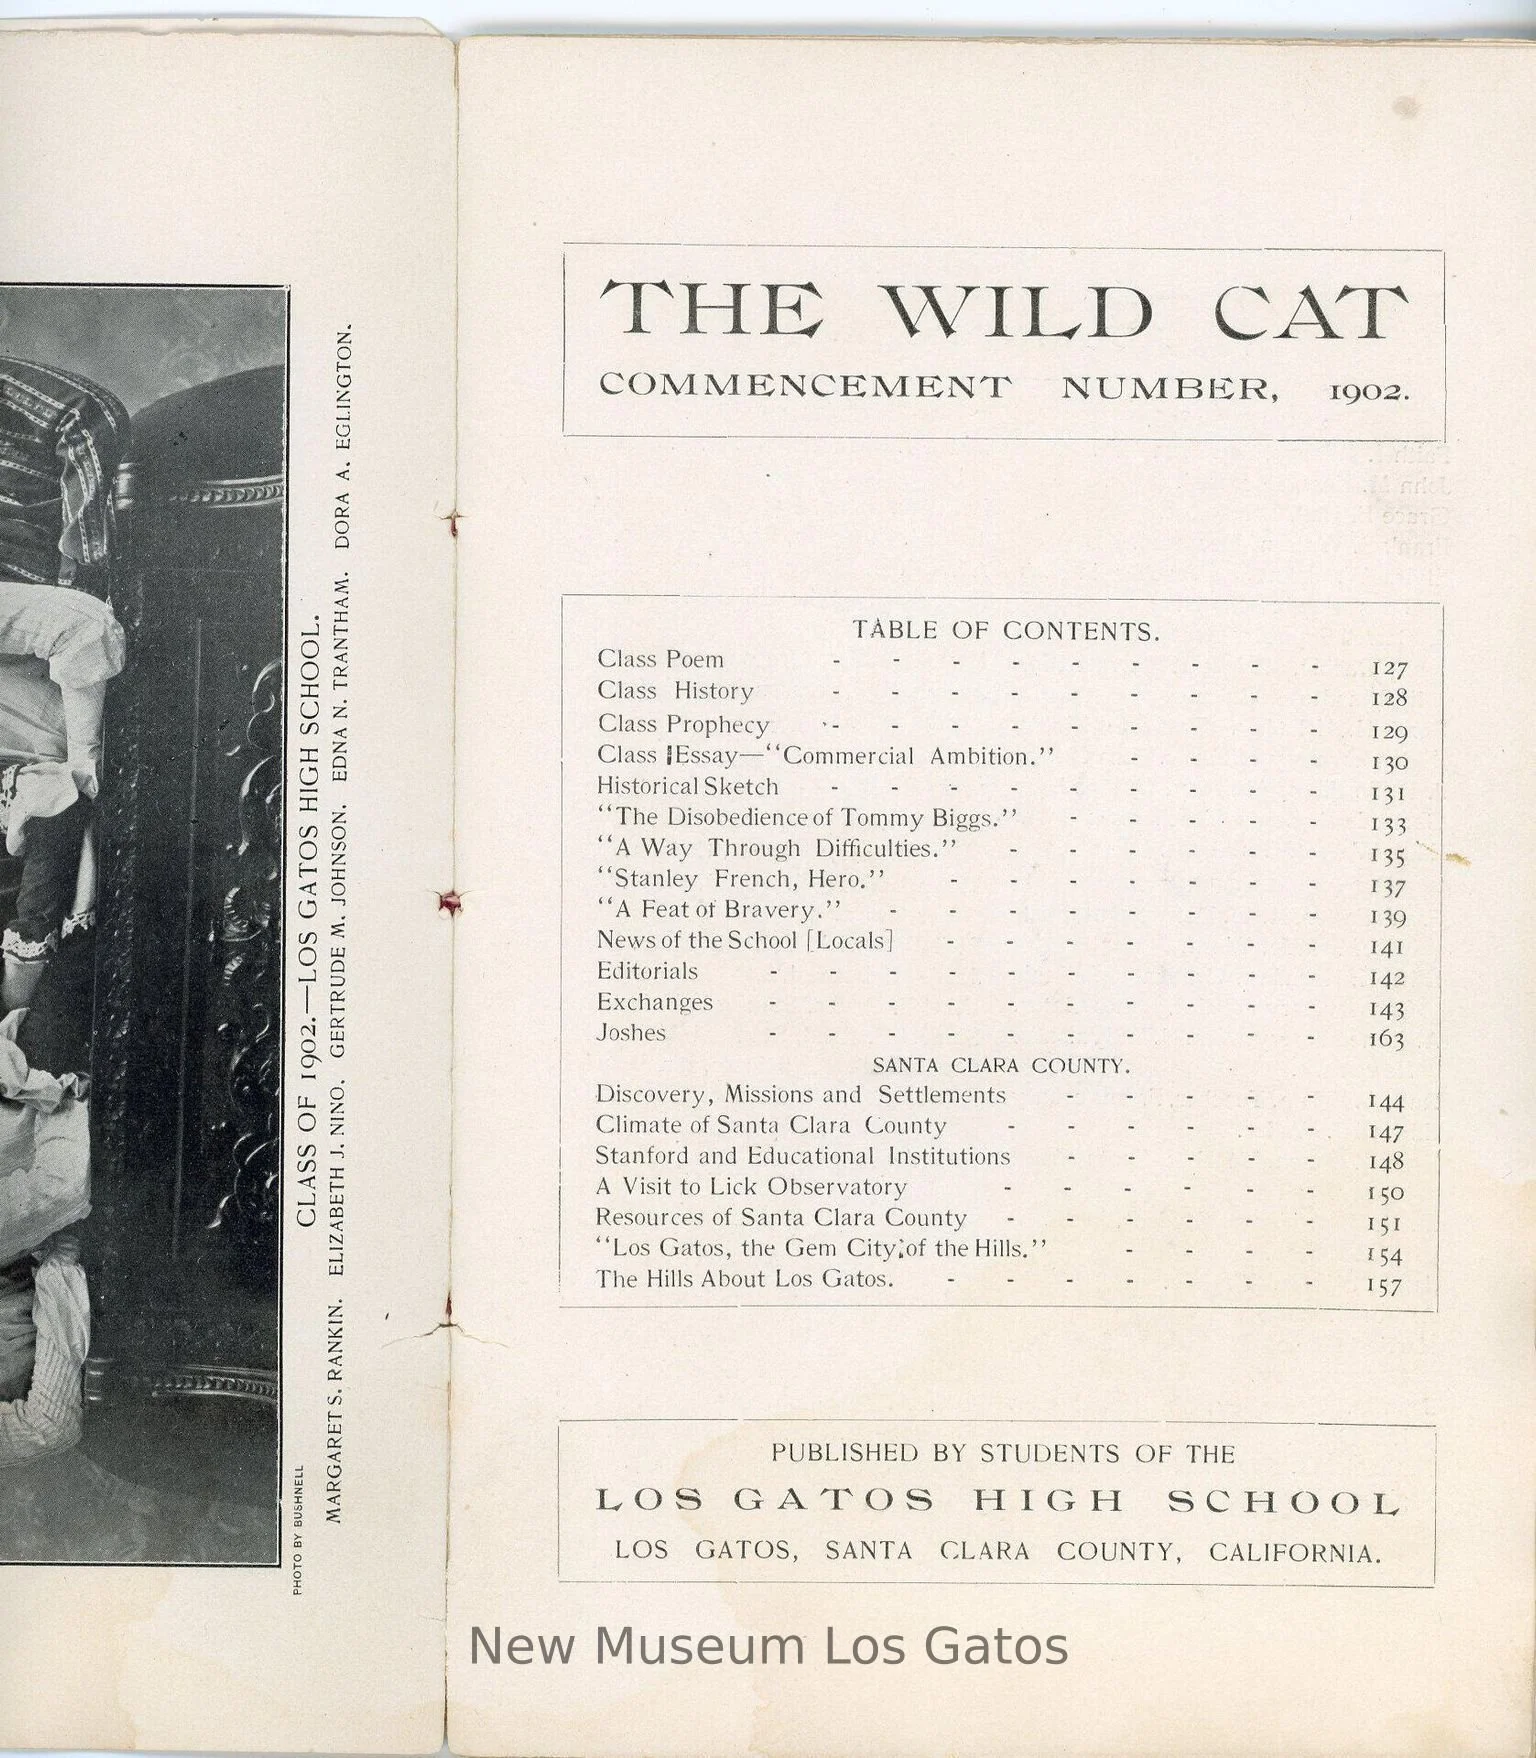 CLASS OF 1902.—LOS GATOS HIGH SCHOOL.
PHOTO BY BUSHNELL
MARGARET S. RANKIN. ELIZABETH J. NINO. GERTRUDE M. JOHNSON. EDNA N. TRANTHAM. DORA A. EGLINGTON.
THE WILD CAT
COMMENCEMENT NUMBER, 1902.
TABLE OF CONTENTS.
Class Poem - - - - - - - - - 127
Class History - - - - - - - - - 128
Class Prophecy - - - - - - - - - 129
Class Essay—“Commercial Ambition.” - - - - 130
Historical Sketch - - - - - - - - - 131
“The Disobedience of Tommy Biggs.” - - - - - 133
“A Way Through Difficulties.” - - - - - - 135
“Stanley French, Hero.” - - - - - - - 137
“A Feat of Bravery.” - - - - - - - - 139
News of the School [Locals] - - - - - - - 141
Editorials - - - - - - - - - - 142
Exchanges - - - - - - - - - - 143
Joshes - - - - - - - - - - 163
SANTA CLARA COUNTY.
Discovery, Missions and Settlements - - - - - 144
Climate of Santa Clara County - - - - - - 147
Stanford and Educational Institutions - - - - - 148
A Visit to Lick Observatory - - - - - - 150
Resources of Santa Clara County - - - - - - 151
“Los Gatos, the Gem City of the Hills.” - - - - 154
The Hills About Los Gatos. - - - - - - - 157
PUBLISHED BY STUDENTS OF THE
LOS GATOS HIGH SCHOOL
LOS GATOS, SANTA CLARA COUNTY, CALIFORNIA.
New Museum Los Gatos